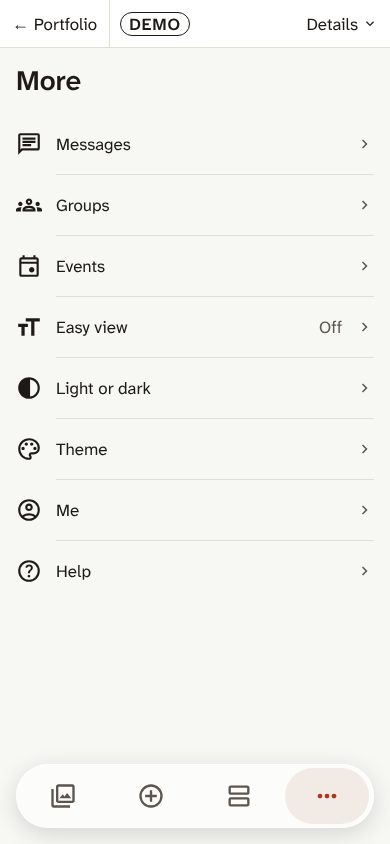 ← Portfolio
DEMO
Details
More
Messages
Groups
Events
Easy view Off
Light or dark
Theme
Me
Help